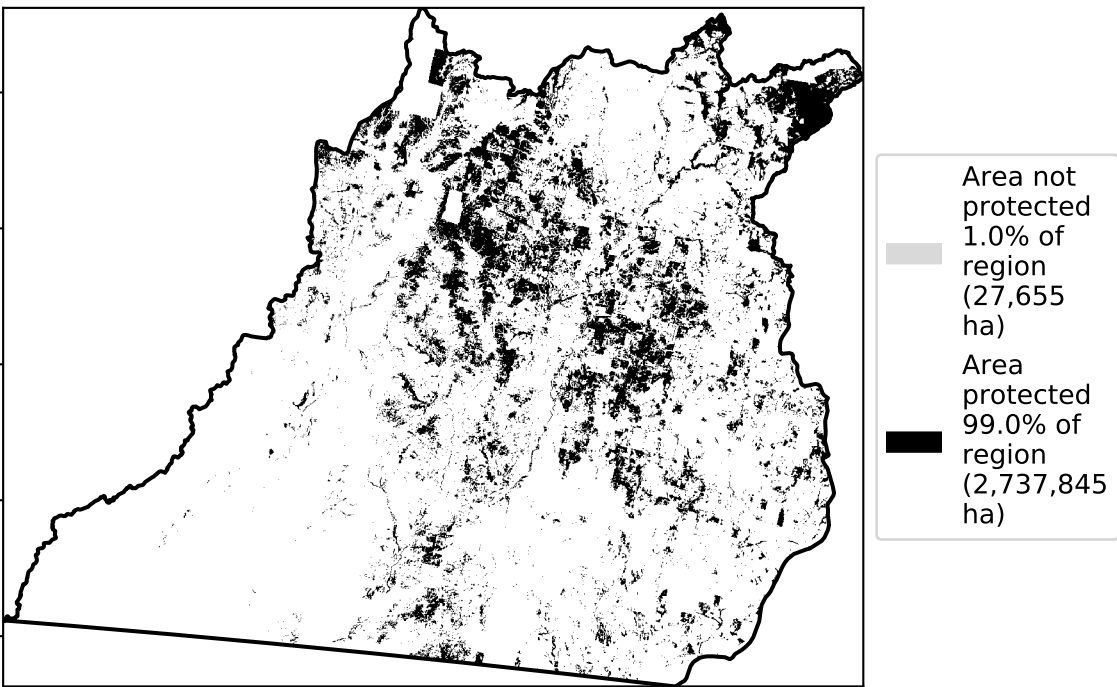 Area not
protected
1.0% of
region
(27,655
ha)
Area
protected
99.0% of
region
(2,737,845
ha)